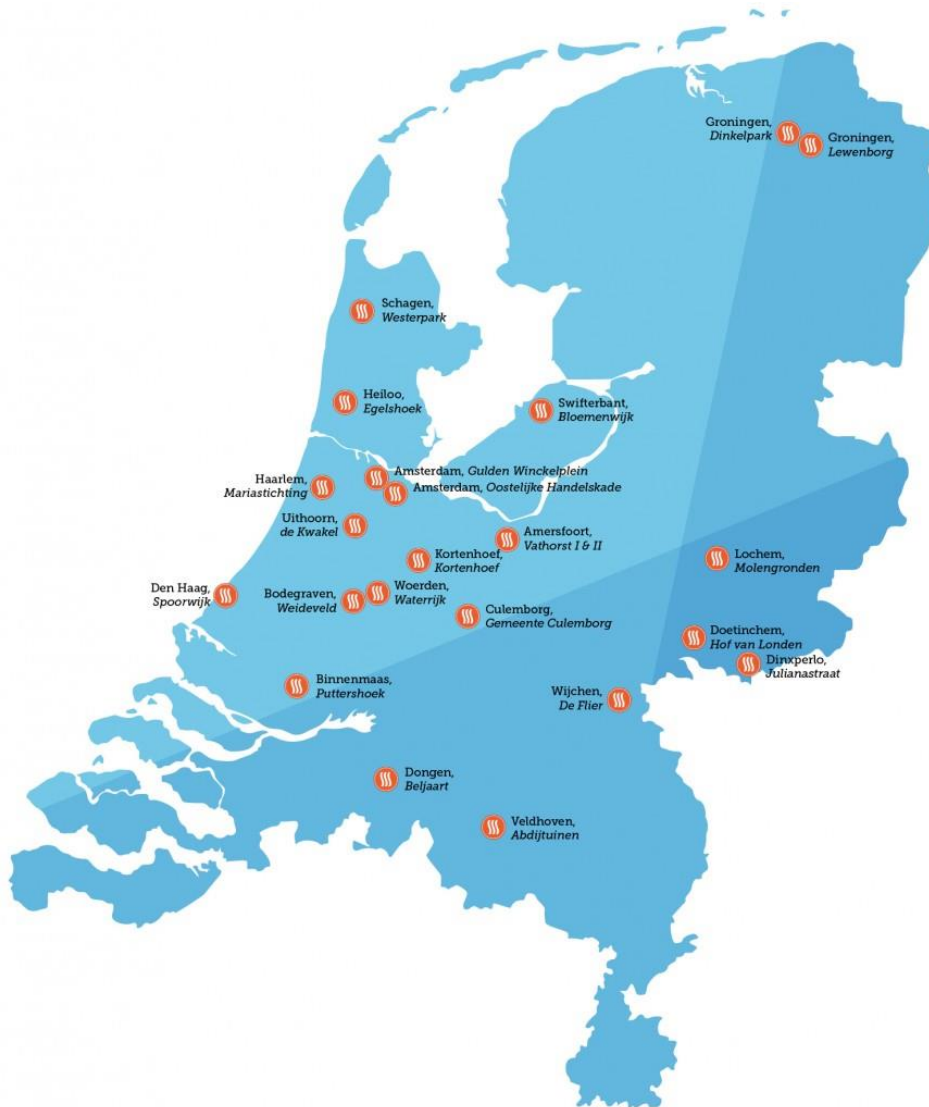 Groningen,
Dinkelpark
Groningen,
Lewenborg
Schagen,
Westerpark
Heiloo,
Egelshoek
Swifterbant,
Bloemenwijk
Amsterdam, Gulden Winckelplein
Amsterdam, Oostelijke Handelskade
Haarlem,
Mariastichting
Uithoorn,
de Kwakel
Amersfoort,
Vathorst I & II
Kortenhoef,
Kortenhoef
Lochem,
Molengronden
Den Haag,
Spoorwijk
Bodegraven,
Weideveld
Woerden,
Waterrijk
Culemborg,
Gemeente Culemborg
Doetinchem,
Hof van Londen
Dinxperlo,
Julianastraat
Binnenmaas,
Puttershoek
Wijchen,
De Flier
Dongen,
Beljaart
Veldhoven,
Abdijtuinen